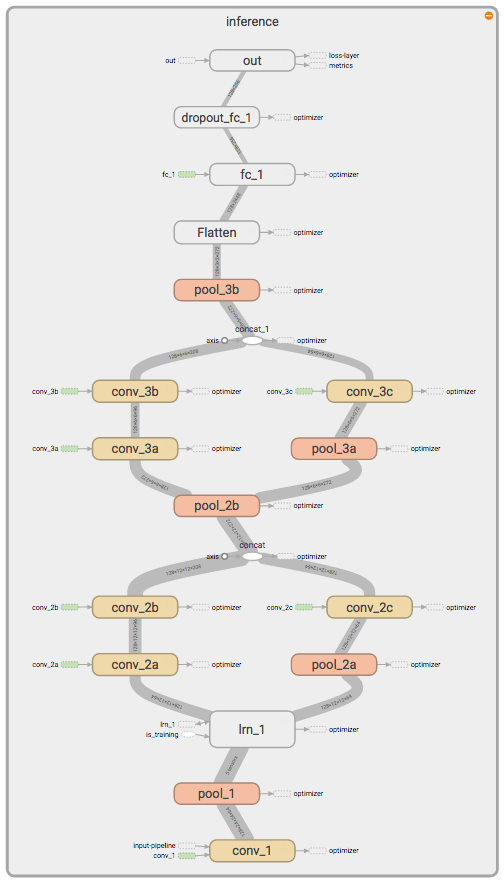 inference
out
out
loss-layer
metrics
dropout_fc_1
optimizer
fc_1
fc_1
optimizer
Flatten
optimizer
pool_3b
optimizer
concat_1
axis
optimizer
conv_3b
conv_3b
optimizer
conv_3c
conv_3c
optimizer
conv_3a
conv_3a
optimizer
pool_3a
optimizer
pool_2b
optimizer
concat
axis
optimizer
conv_2b
conv_2b
optimizer
conv_2c
conv_2c
optimizer
conv_2a
conv_2a
optimizer
pool_2a
optimizer
lrn_1
is_training
lrn_1
optimizer
pool_1
optimizer
input-pipeline
conv_1
conv_1
optimizer